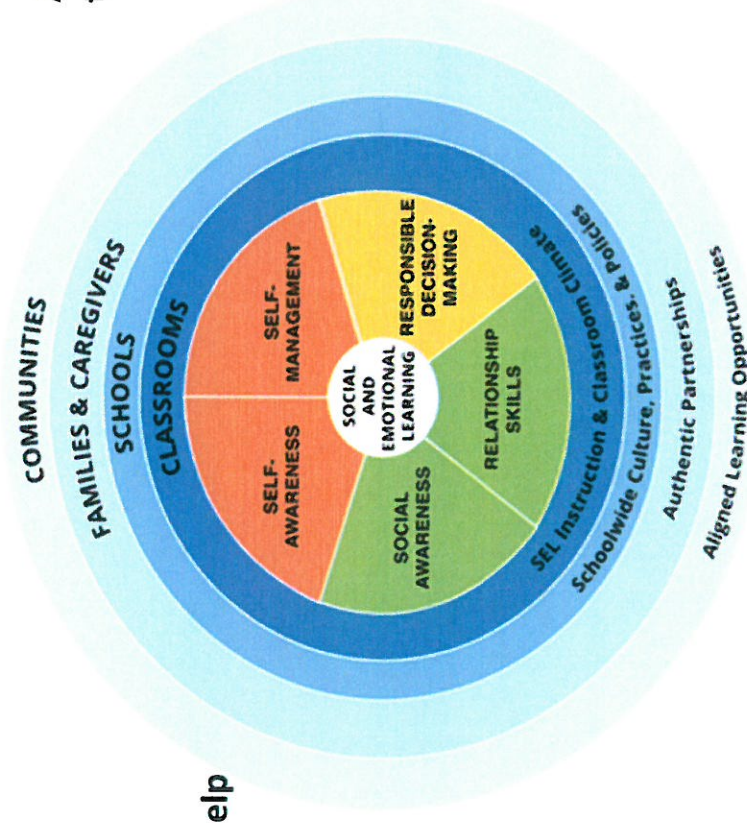 COMMUNITIES
FAMILIES & CAREGIVERS
SCHOOLS
CLASSROOMS
SELF-
AWARENESS
SELF-
MANAGEMENT
SOCIAL
AND
EMOTIONAL
LEARNING
RESPONSIBLE
DECISION-
MAKING
SOCIAL
AWARENESS
RELATIONSHIP
SKILLS
SEL Instruction & Classroom Climate
Schoolwide Culture, Practices, & Policies
Authentic Partnerships
Aligned Learning Opportunities
elp